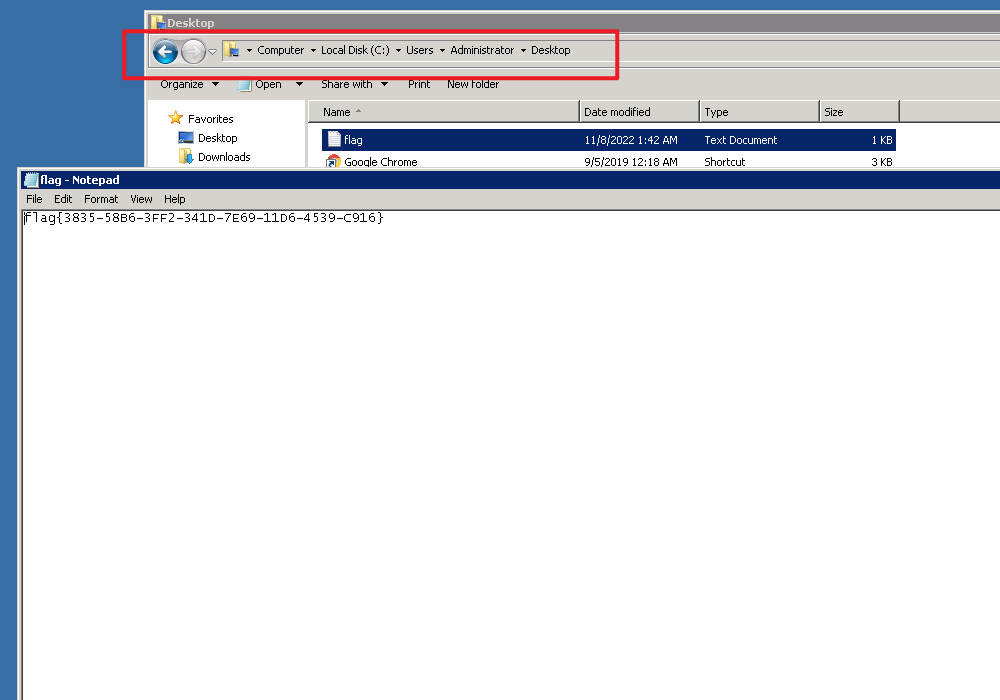 Desktop
Computer Local Disk (C:) Users Administrator Desktop
Organize Open Share with Print New folder
Favorites
Desktop
Downloads
Name Date modified Type Size
flag 11/8/2022 1:42 AM Text Document 1 KB
Google Chrome 9/5/2019 12:18 AM Shortcut 3 KB
flag - Notepad
File Edit Format View Help
flag{3835-58B6-3FF2-341D-7E69-11D6-4539-C916}